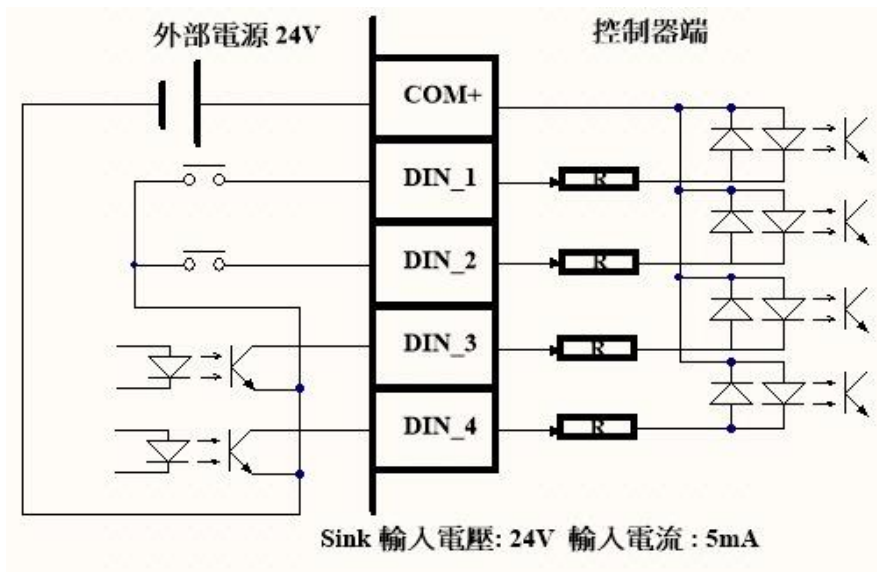 外部電源 24V
控制器端
COM+
DIN_1
R
DIN_2
R
DIN_3
R
DIN_4
R
Sink 輸入電壓: 24V 輸入電流 : 5mA